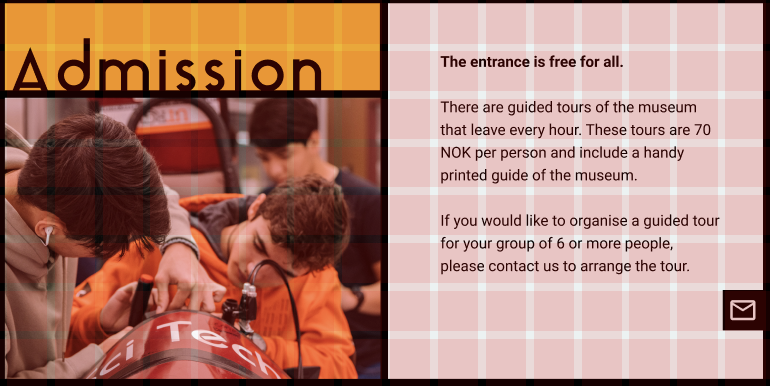 Admission
The entrance is free for all.
There are guided tours of the museum
that leave every hour. These tours are 70
NOK per person and include a handy
printed guide of the museum.
If you would like to organise a guided tour
for your group of 6 or more people,
please contact us to arrange the tour.
ci Tech